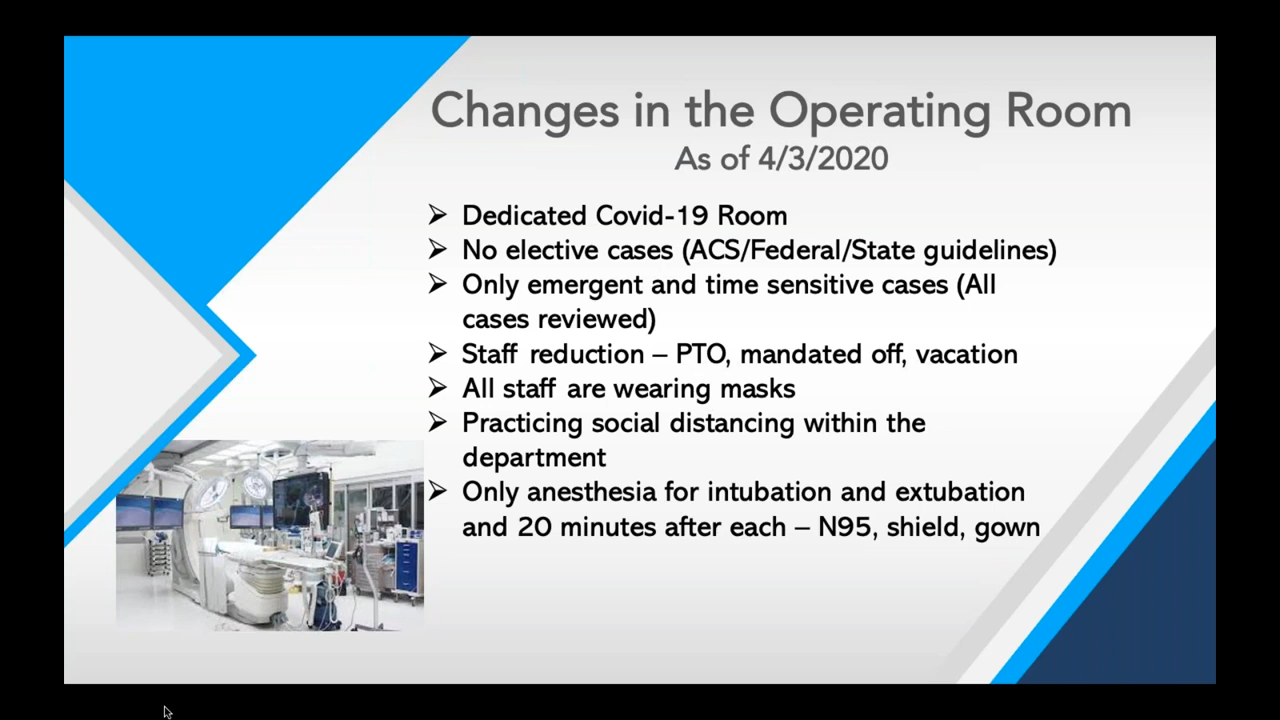 Changes in the Operating Room
As of 4/3/2020
➢ Dedicated Covid-19 Room
➢ No elective cases (ACS/Federal/State guidelines)
➢ Only emergent and time sensitive cases (All
cases reviewed)
➢ Staff reduction – PTO, mandated off, vacation
➢ All staff are wearing masks
➢ Practicing social distancing within the
department
➢ Only anesthesia for intubation and extubation
and 20 minutes after each – N95, shield, gown